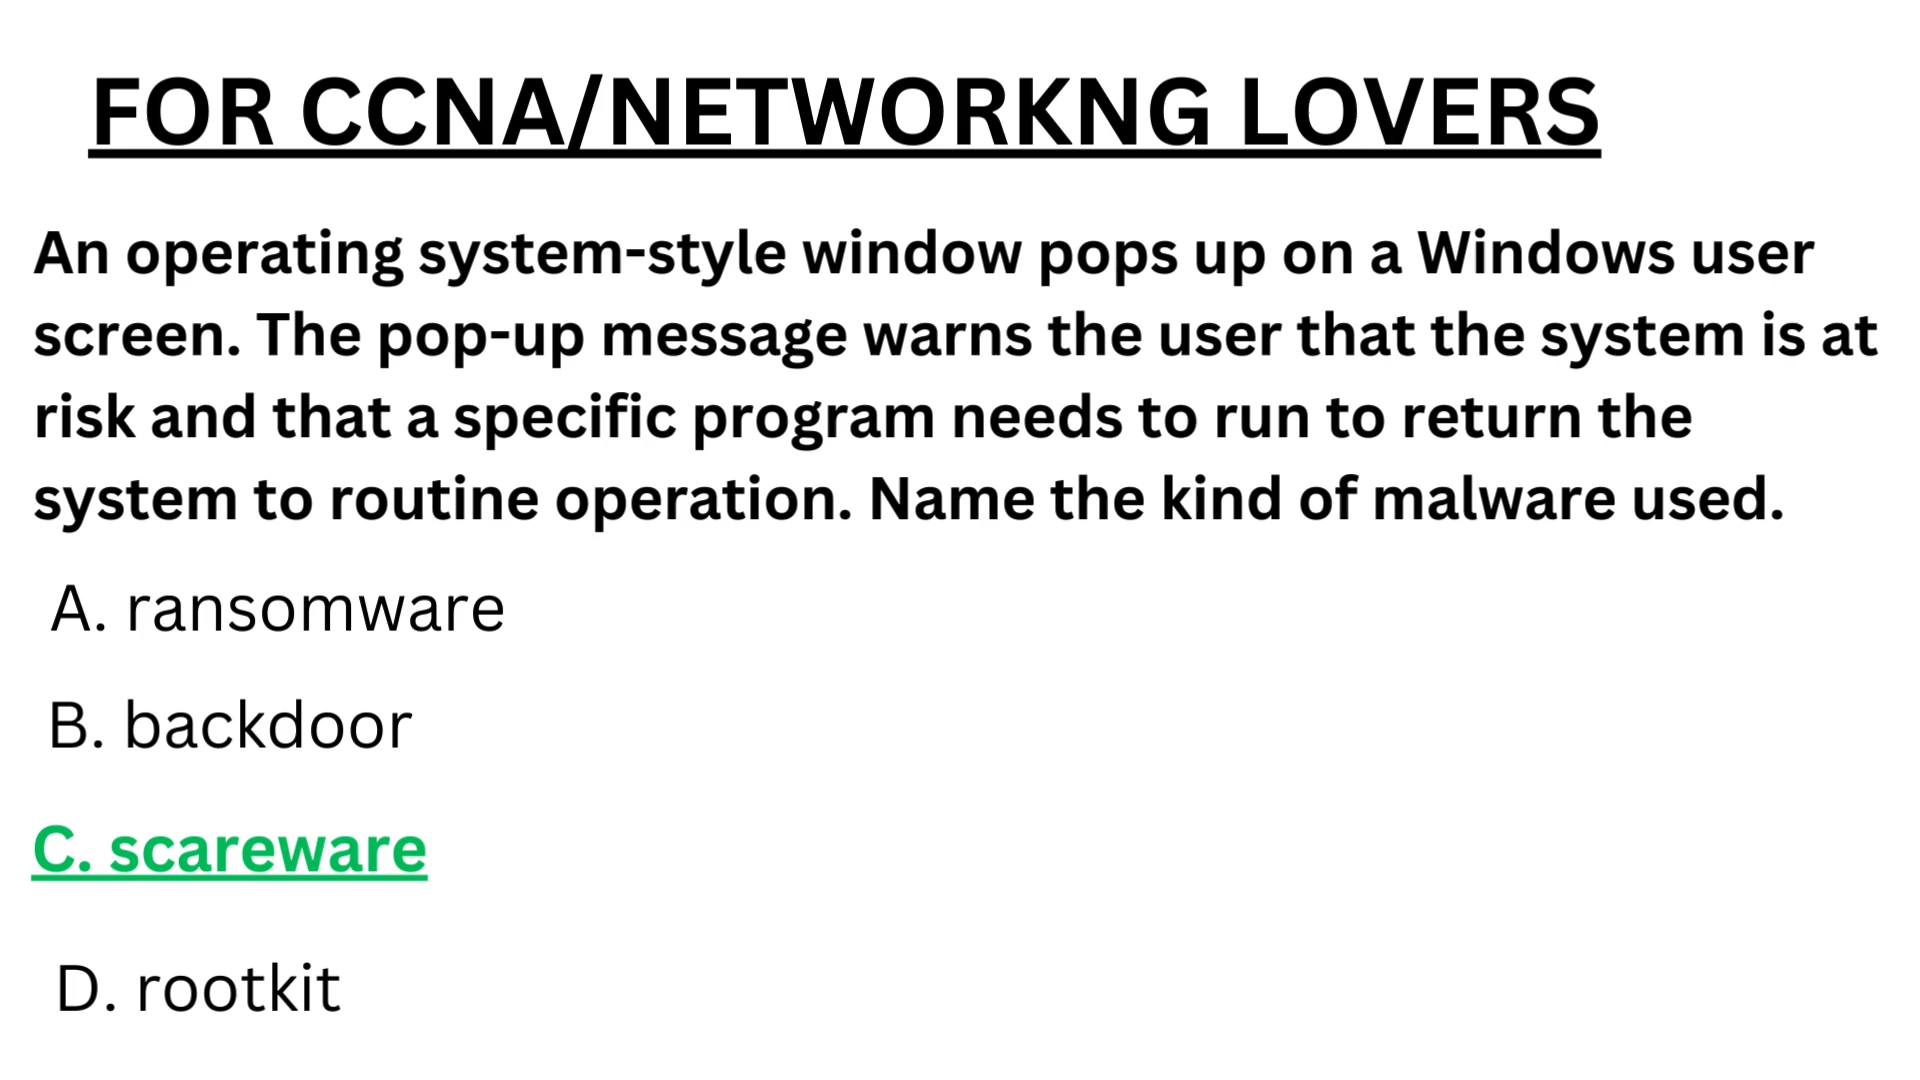 FOR CCNA/NETWORKNG LOVERS
An operating system-style window pops up on a Windows user
screen. The pop-up message warns the user that the system is at
risk and that a specific program needs to run to return the
system to routine operation. Name the kind of malware used.
A. ransomware
B. backdoor
C. scareware
D. rootkit